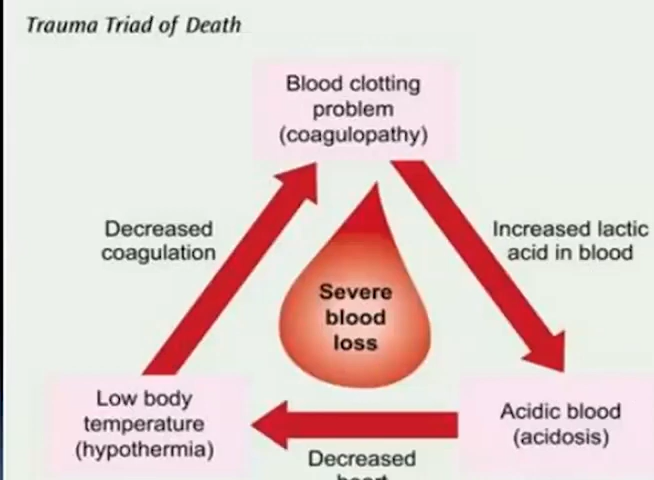 Trauma Triad of Death
Blood clotting
problem
(coagulopathy)
Decreased
coagulation
Increased lactic
acid in blood
Severe
blood
loss
Low body
temperature
(hypothermia)
Acidic blood
(acidosis)
Decreased